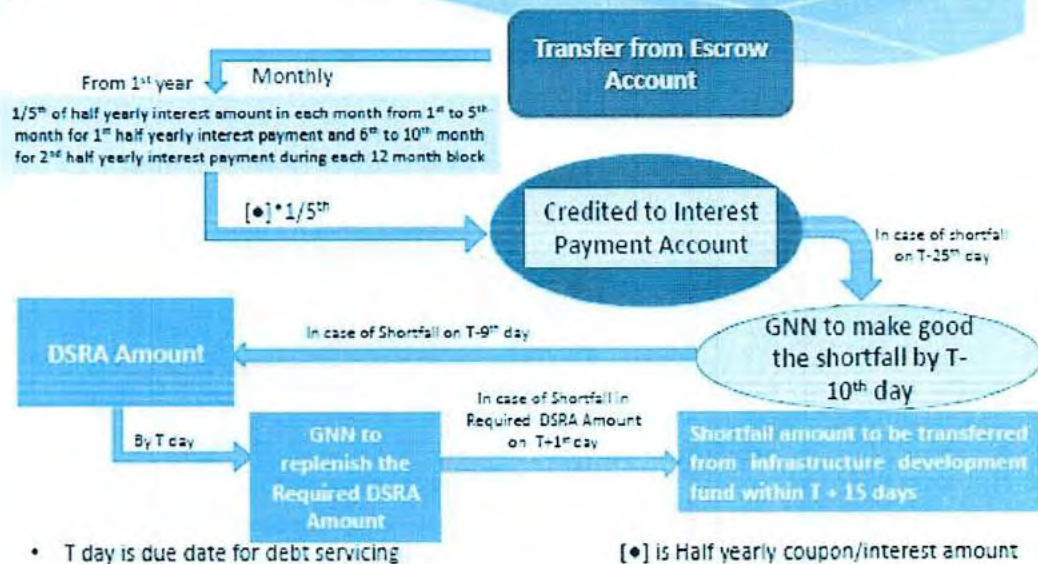 Transfer from Escrow
Account
From 1st year
Monthly
1/5th of half yearly interest amount in each month from 1st to 5th
month for 1st half yearly interest payment and 6th to 10th month
for 2nd half yearly interest payment during each 12 month block
[●]*1/5th
Credited to Interest
Payment Account
In case of shortfall
on T-25th day
GNN to make good
the shortfall by T-
10th day
In case of Shortfall on T-9th day
DSRA Amount
By T day
GNN to
replenish the
Required DSRA
Amount
In case of Shortfall in
Required DSRA Amount
on T+1st day
Shortfall amount to be transferred
from infrastructure development
fund within T + 15 days
• T day is due date for debt servicing
[●] is Half yearly coupon/interest amount